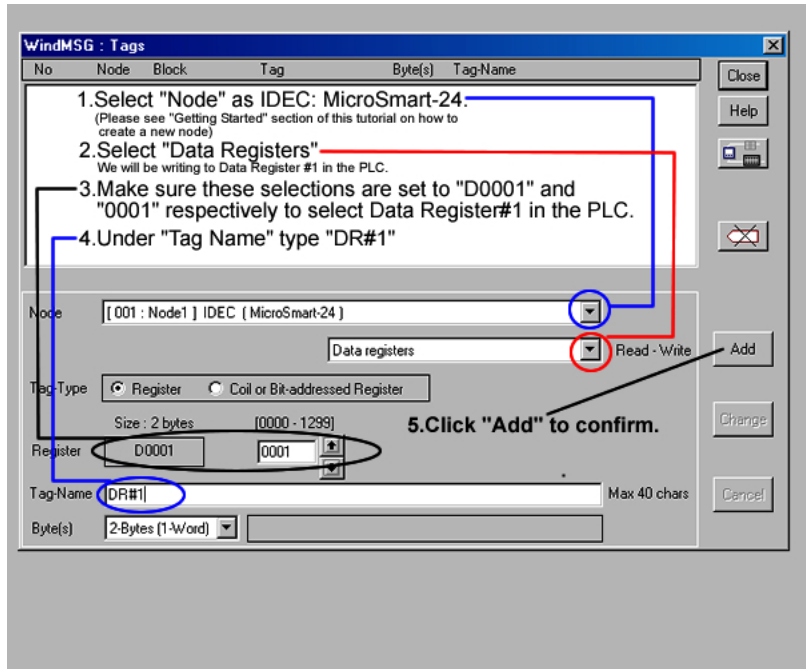 WindMSG : Tags
No Node Block Tag Byte(s) Tag-Name
Close
Help
1.Select "Node" as IDEC: MicroSmart-24.
(Please see "Getting Started" section of this tutorial on how to
create a new node)
2.Select "Data Registers"
We will be writing to Data Register #1 in the PLC.
3.Make sure these selections are set to "D0001" and
"0001" respectively to select Data Register#1 in the PLC.
4.Under "Tag Name" type "DR#1"
Node [ 001 : Node1 ] IDEC ( MicroSmart-24 )
Data registers Read - Write Add
Tag-Type Register Coil or Bit-addressed Register
Size : 2 bytes [0000 - 1299] 5.Click "Add" to confirm. Change
Register D0001 0001
Tag-Name DR#1 Max 40 chars Cancel
Byte(s) 2-Bytes (1-Word)